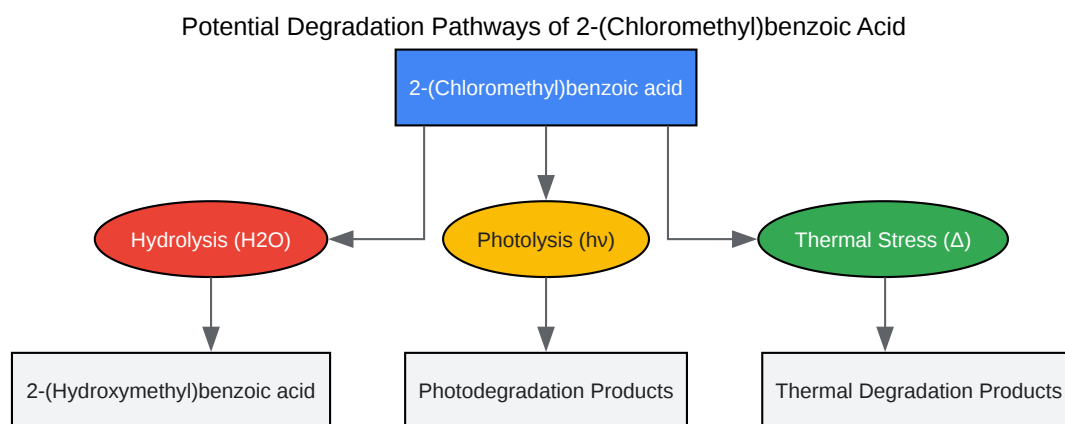 Potential Degradation Pathways of 2-(Chloromethyl)benzoic Acid
2-(Chloromethyl)benzoic acid
Hydrolysis (H2O)
Photolysis (hν)
Thermal Stress (Δ)
2-(Hydroxymethyl)benzoic acid
Photodegradation Products
Thermal Degradation Products